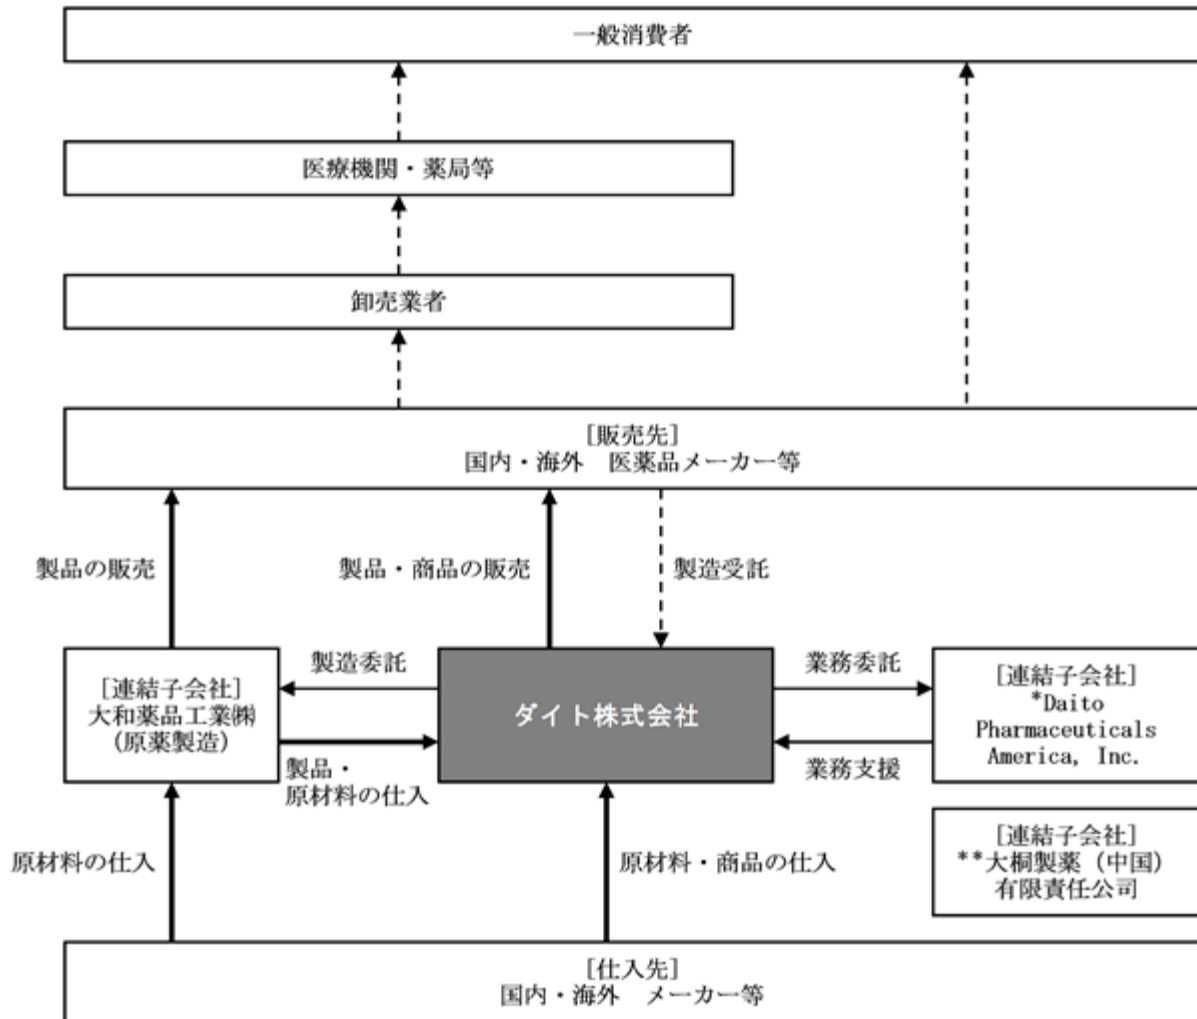 一般消費者
医療機関・薬局等
卸売業者
[販売先]
国内・海外　医薬品メーカー等
製品の販売
製品・商品の販売
製造受託
[連結子会社]
大和薬品工業㈱
(原薬製造)
製造委託
製品・
原材料の仕入
ダイト株式会社
業務委託
業務支援
[連結子会社]
*Daito
Pharmaceuticals
America, Inc.
[連結子会社]
**大桐製薬（中国）
有限責任公司
原材料の仕入
原材料・商品の仕入
[仕入先]
国内・海外　メーカー等